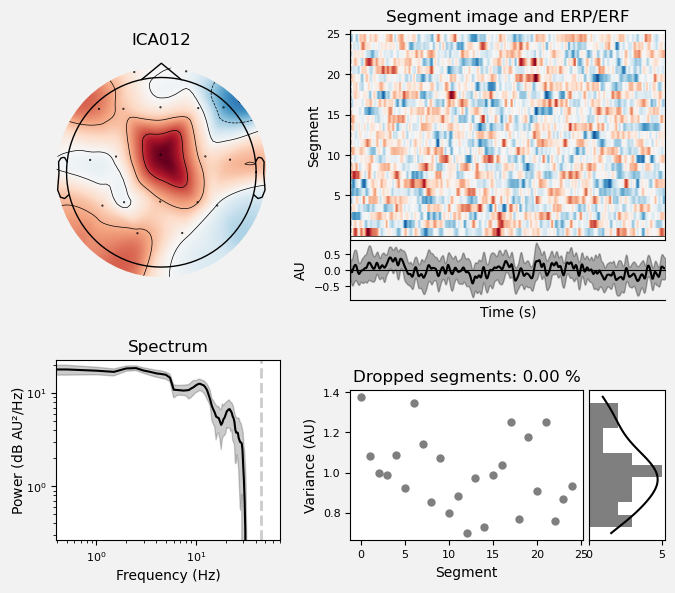 ICA012
Segment image and ERP/ERF
Segment
25
20
15
10
5
AU
0.5
0.0
−0.5
Time (s)
Spectrum
Power (dB AU²/Hz)
10¹
10⁰
10⁰
10¹
Frequency (Hz)
Dropped segments: 0.00 %
Variance (AU)
1.4
1.2
1.0
0.8
0
5
10
15
20
25
Segment
0
5